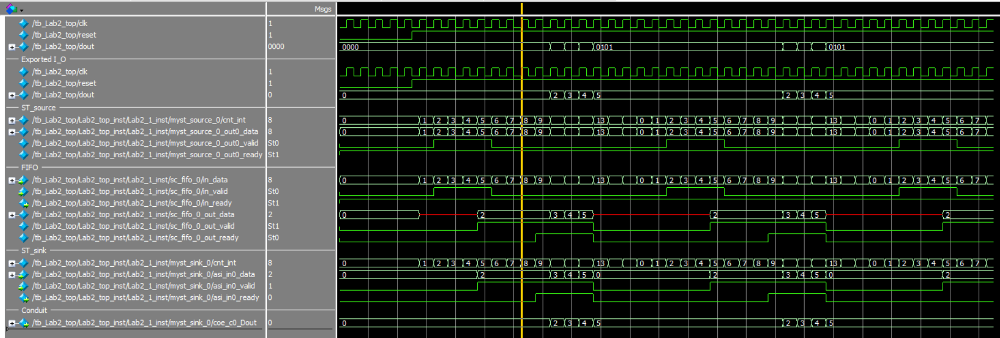 Msgs
/tb_Lab2_top/clk 1
/tb_Lab2_top/reset 1
/tb_Lab2_top/dout 0000 0000 0101 0101
Exported I_O
/tb_Lab2_top/clk 1
/tb_Lab2_top/reset 1
/tb_Lab2_top/dout 0 0 2 3 4 5 2 3 4 5
ST_source
/tb_Lab2_top/Lab2_top_inst/Lab2_1_inst/myst_source_0/cnt_int 8 0 1 2 3 4 5 6 7 8 9 13 0 1 2 3 4 5 6 7 8 9 13 0 1 2 3 4 5 6 7
/tb_Lab2_top/Lab2_top_inst/Lab2_1_inst/myst_source_0_out0_data 8 0 1 2 3 4 5 6 7 8 9 13 0 1 2 3 4 5 6 7 8 9 13 0 1 2 3 4 5 6 7
/tb_Lab2_top/Lab2_top_inst/Lab2_1_inst/myst_source_0_out0_valid St0
/tb_Lab2_top/Lab2_top_inst/Lab2_1_inst/myst_source_0_out0_ready St1
FIFO
/tb_Lab2_top/Lab2_top_inst/Lab2_1_inst/sc_fifo_0/in_data 8 0 1 2 3 4 5 6 7 8 9 13 0 1 2 3 4 5 6 7 8 9 13 0 1 2 3 4 5 6 7
/tb_Lab2_top/Lab2_top_inst/Lab2_1_inst/sc_fifo_0/in_valid St0
/tb_Lab2_top/Lab2_top_inst/Lab2_1_inst/sc_fifo_0/in_ready St1
/tb_Lab2_top/Lab2_top_inst/Lab2_1_inst/sc_fifo_0_out_data 2 0 2 3 4 5 2 3 4 5 2
/tb_Lab2_top/Lab2_top_inst/Lab2_1_inst/sc_fifo_0_out_valid St1
/tb_Lab2_top/Lab2_top_inst/Lab2_1_inst/sc_fifo_0_out_ready St0
ST_sink
/tb_Lab2_top/Lab2_top_inst/Lab2_1_inst/myst_sink_0/cnt_int 8 0 1 2 3 4 5 6 7 8 9 13 0 1 2 3 4 5 6 7 8 9 13 0 1 2 3 4 5 6 7
/tb_Lab2_top/Lab2_top_inst/Lab2_1_inst/myst_sink_0/asi_in0_data 2 0 2 3 4 5 0 2 3 4 5 0 2
/tb_Lab2_top/Lab2_top_inst/Lab2_1_inst/myst_sink_0/asi_in0_valid 1
/tb_Lab2_top/Lab2_top_inst/Lab2_1_inst/myst_sink_0/asi_in0_ready 0
Conduit
/tb_Lab2_top/Lab2_top_inst/Lab2_1_inst/myst_sink_0/coe_c0_Dout 0 0 2 3 4 5 2 3 4 5